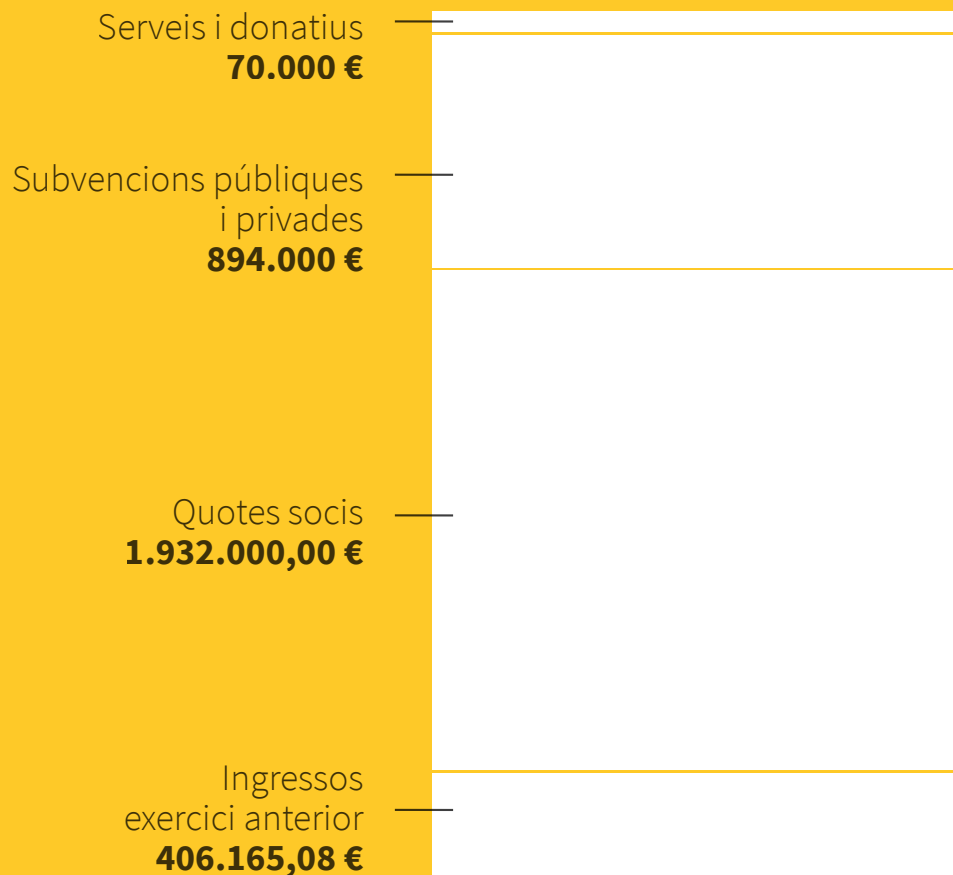 Serveis i donatius
70.000 €
Subvencions públiques
i privades
894.000 €
Quotes socis
1.932.000,00 €
Ingressos
exercici anterior
406.165,08 €